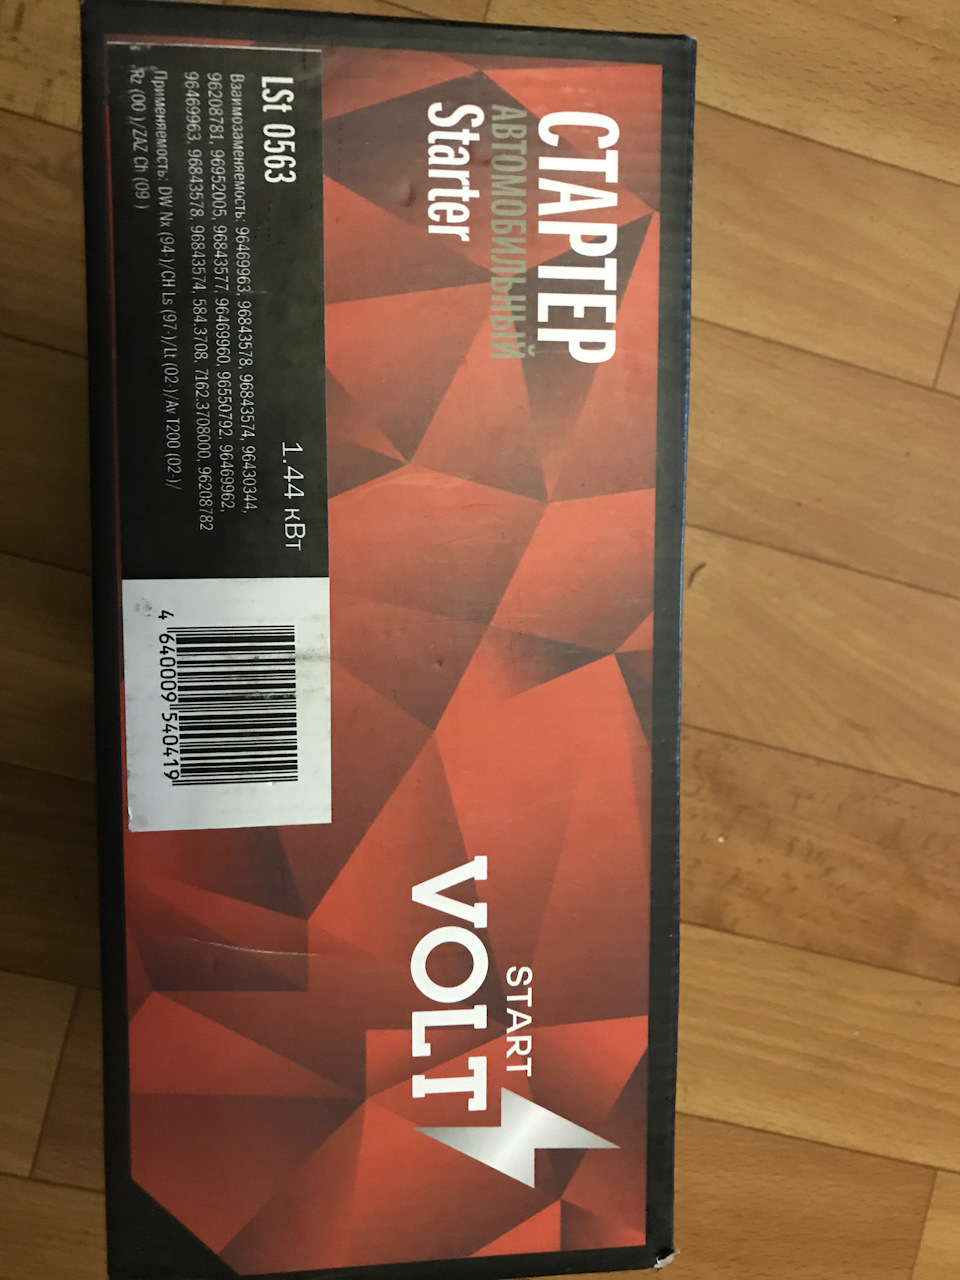 СТАРТЕР
АВТОМОБИЛЬНЫЙ
Starter
LSt 0563
1.44 кВт
Взаимозаменяемость: 96469963, 96843578, 96843574, 96430344,
96208781, 96952005, 96843577, 96469960, 96550792, 96469962,
96469963, 96843578, 96843574, 584.3708, 7162.3708000, 96208782
Применяемость: DW Nx (94-)/CH Ls (97-)/Lt (02-)/Av T200 (02-)/
Rz (00 )/ZAZ Ch (09 )
4 640009 540419
START
VOLT